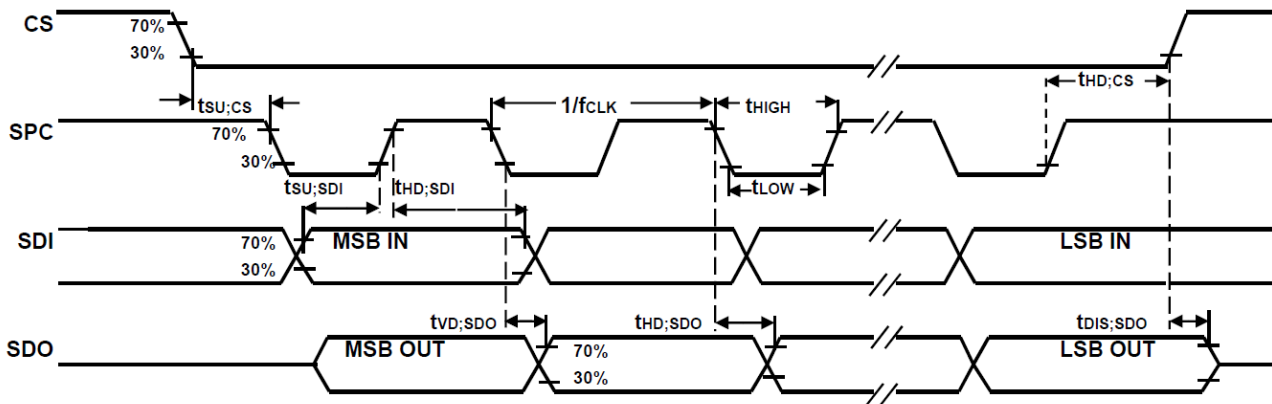 CS
70%
30%
tSU;CS
1/fCLK
tHIGH
tHD;CS
SPC
70%
30%
tSU;SDI
tHD;SDI
tLOW
SDI
70%
30%
MSB IN
LSB IN
tVD;SDO
tHD;SDO
tDIS;SDO
SDO
MSB OUT
70%
30%
LSB OUT